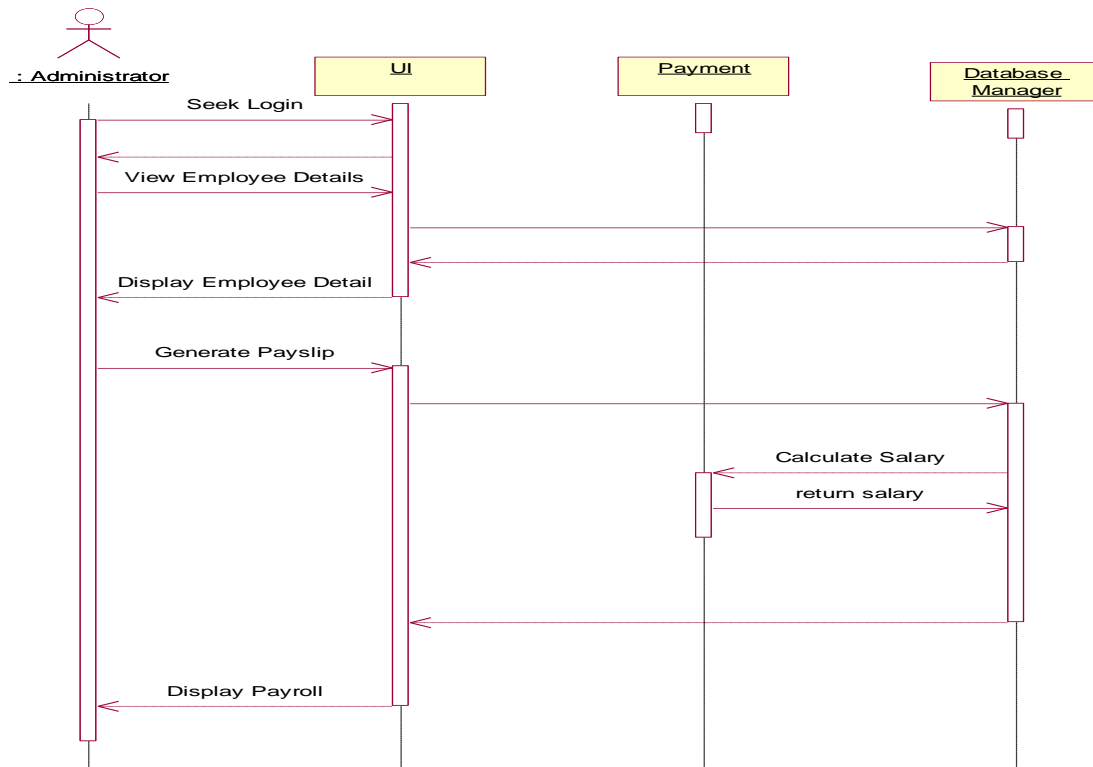 : Administrator
UI
Payment
Database
Manager
Seek Login
View Employee Details
Display Employee Detail
Generate Payslip
Calculate Salary
return salary
Display Payroll